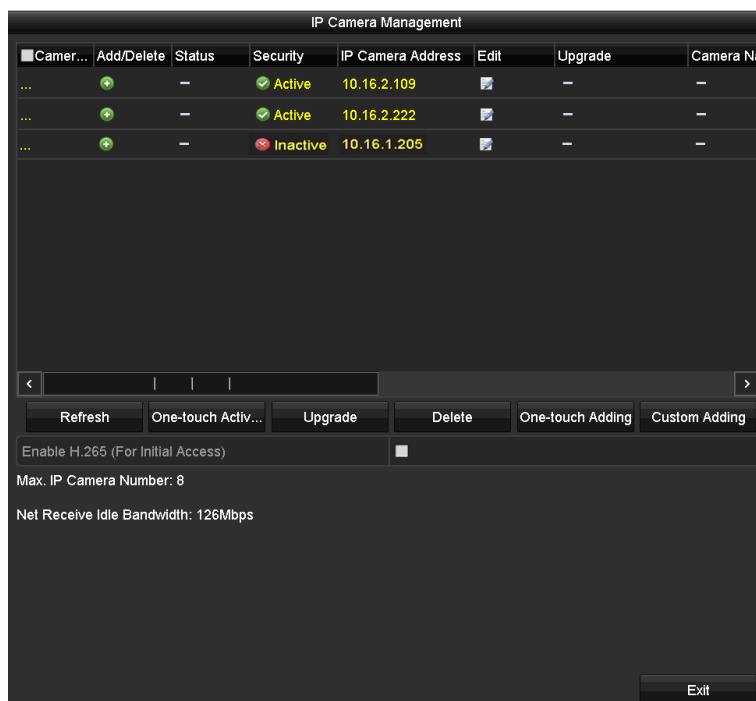 IP Camera Management
Camer... Add/Delete Status Security IP Camera Address Edit Upgrade Camera Na
... – Active 10.16.2.109 – –
... – Active 10.16.2.222 – –
... – Inactive 10.16.1.205 – –
Refresh One-touch Activ... Upgrade Delete One-touch Adding Custom Adding
Enable H.265 (For Initial Access)
Max. IP Camera Number: 8
Net Receive Idle Bandwidth: 126Mbps
Exit